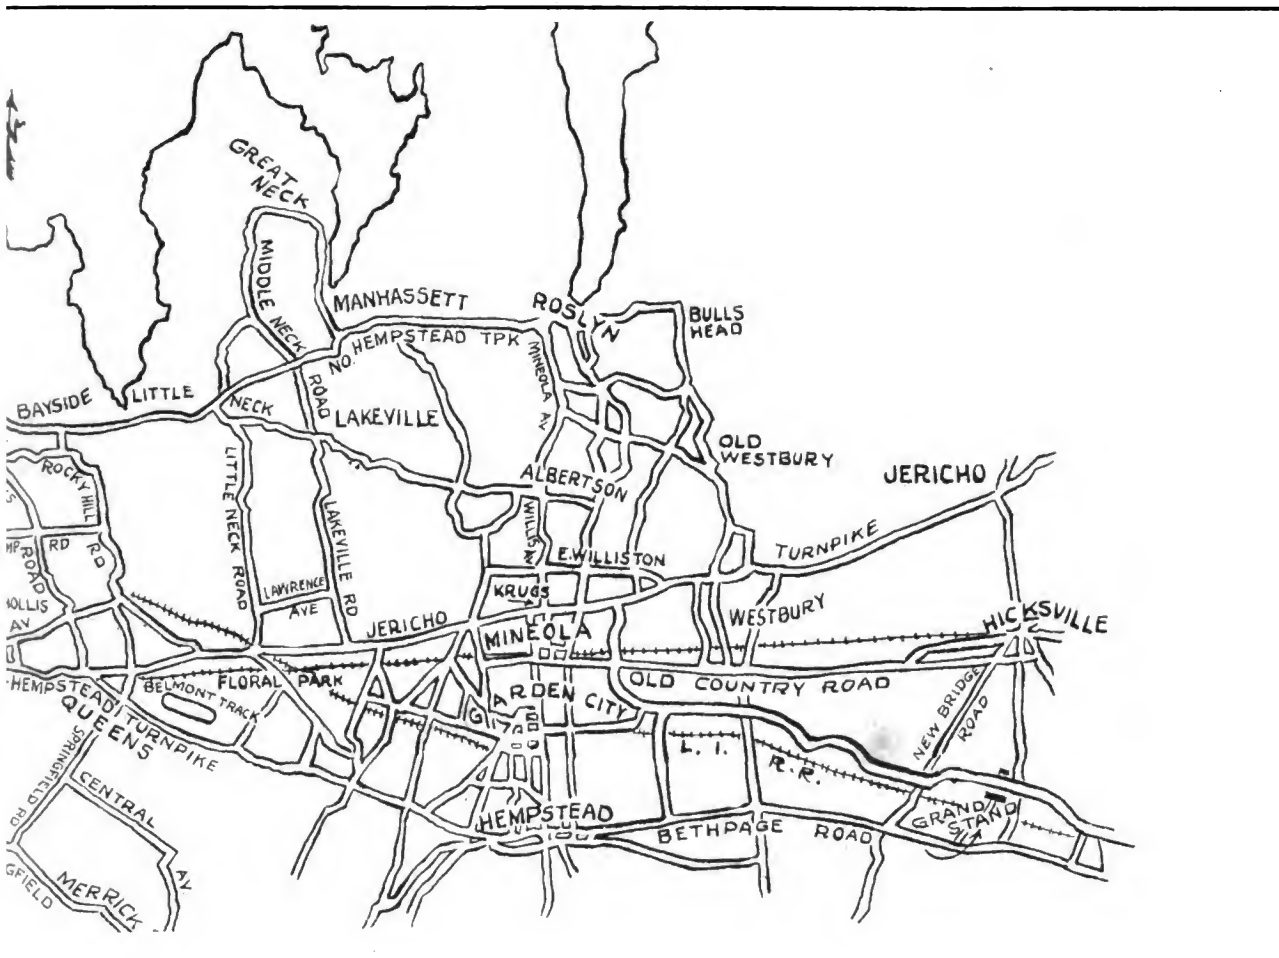 GREAT
NECK
MIDDLE NECK
ROAD
MANHASSETT
ROSLYN
BULLS
HEAD
NO. HEMPSTEAD TPK
MINEOLA AV
BAYSIDE
LITTLE
NECK
LAKEVILLE
OLD
WESTBURY
JERICHO
ROCKY HILL
RD
LITTLE NECK ROAD
LAKEVILLE RD
ALBERTSON
WILLIS AV
E. WILLISTON
TURNPIKE
RD
ROAD
HOLLIS
AV
LAWRENCE
AVE
KRUGS
JERICHO
MINEOLA
WESTBURY
HICKSVILLE
HEMPSTEAD TURNPIKE
BELMONT TRACK
FLORAL PARK
OLD COUNTRY ROAD
GARDEN CITY
NEW BRIDGE
ROAD
QUEENS
L. I.
R.R.
SPRINGFIELD RD
CENTRAL
AV.
HEMPSTEAD
BETHPAGE ROAD
GRAND
STAND
GFIELD
MERRICK